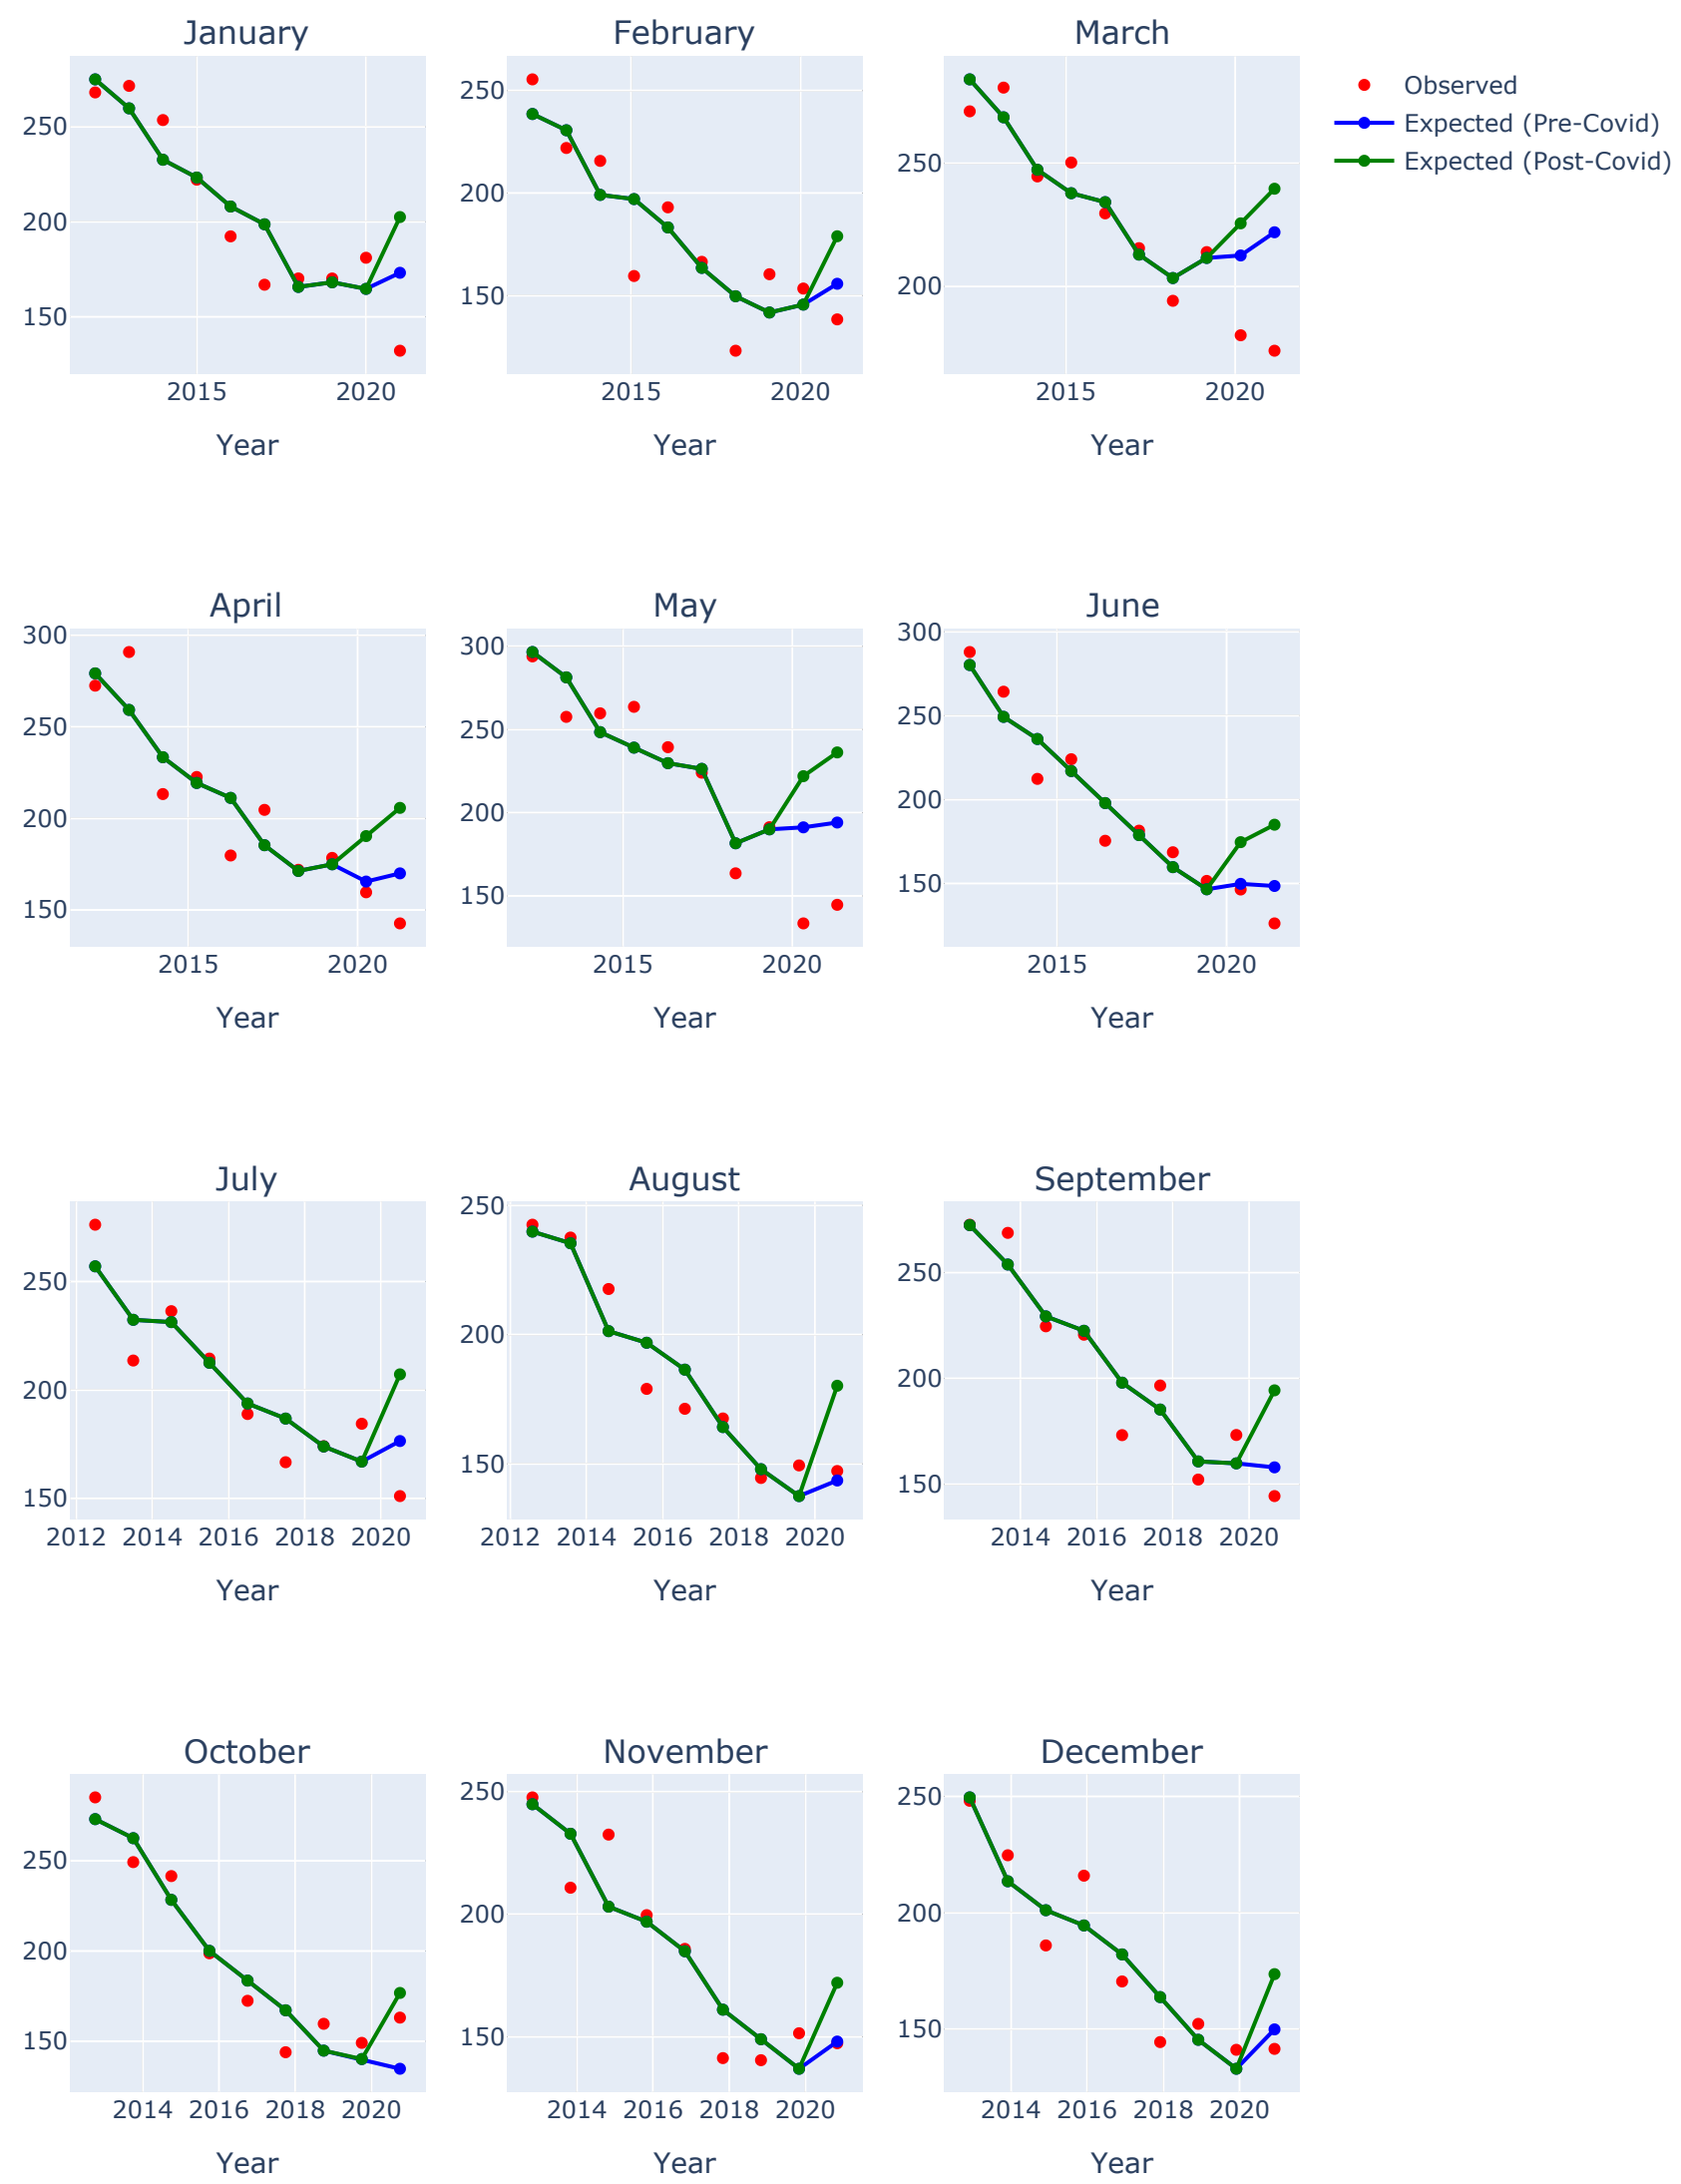 January February March
Observed
Expected (Pre-Covid)
Expected (Post-Covid)
250
200
150
2015 2020
Year
250
200
150
2015 2020
Year
250
200
2015 2020
Year
April May June
300
250
200
150
2015 2020
Year
300
250
200
150
2015 2020
Year
300
250
200
150
2015 2020
Year
July August September
250
200
150
2012 2014 2016 2018 2020
Year
250
200
150
2012 2014 2016 2018 2020
Year
250
200
150
2014 2016 2018 2020
Year
October November December
250
200
150
2014 2016 2018 2020
Year
250
200
150
2014 2016 2018 2020
Year
250
200
150
2014 2016 2018 2020
Year